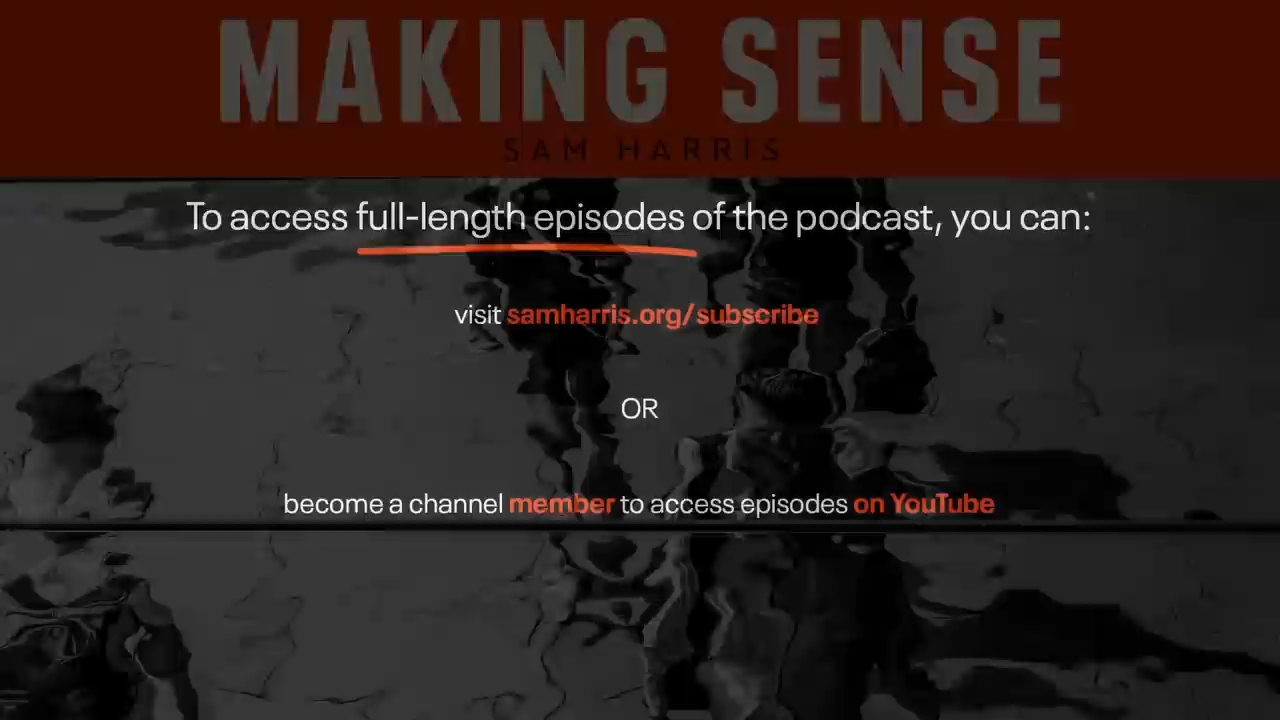 MAKING SENSE
SAM HARRIS
To access full-length episodes of the podcast, you can:
visit samharris.org/subscribe
OR
become a channel member to access episodes on YouTube